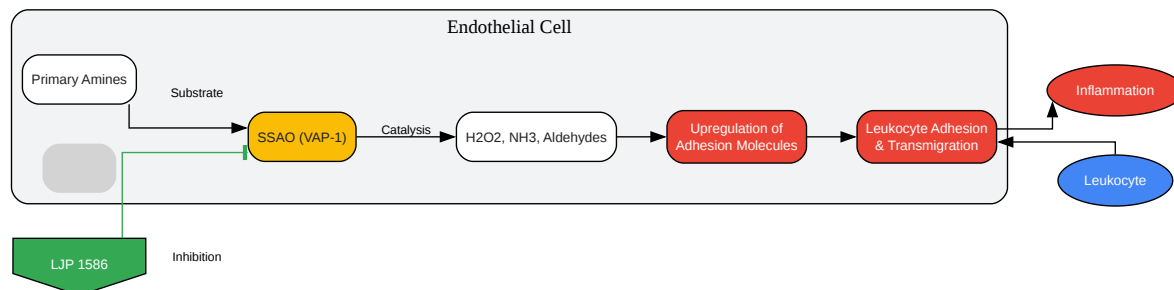 Endothelial Cell
Primary Amines
Substrate
SSAO (VAP-1)
Catalysis
H2O2, NH3, Aldehydes
Upregulation of
Adhesion Molecules
Leukocyte Adhesion
& Transmigration
Inflammation
Leukocyte
LJP 1586
Inhibition